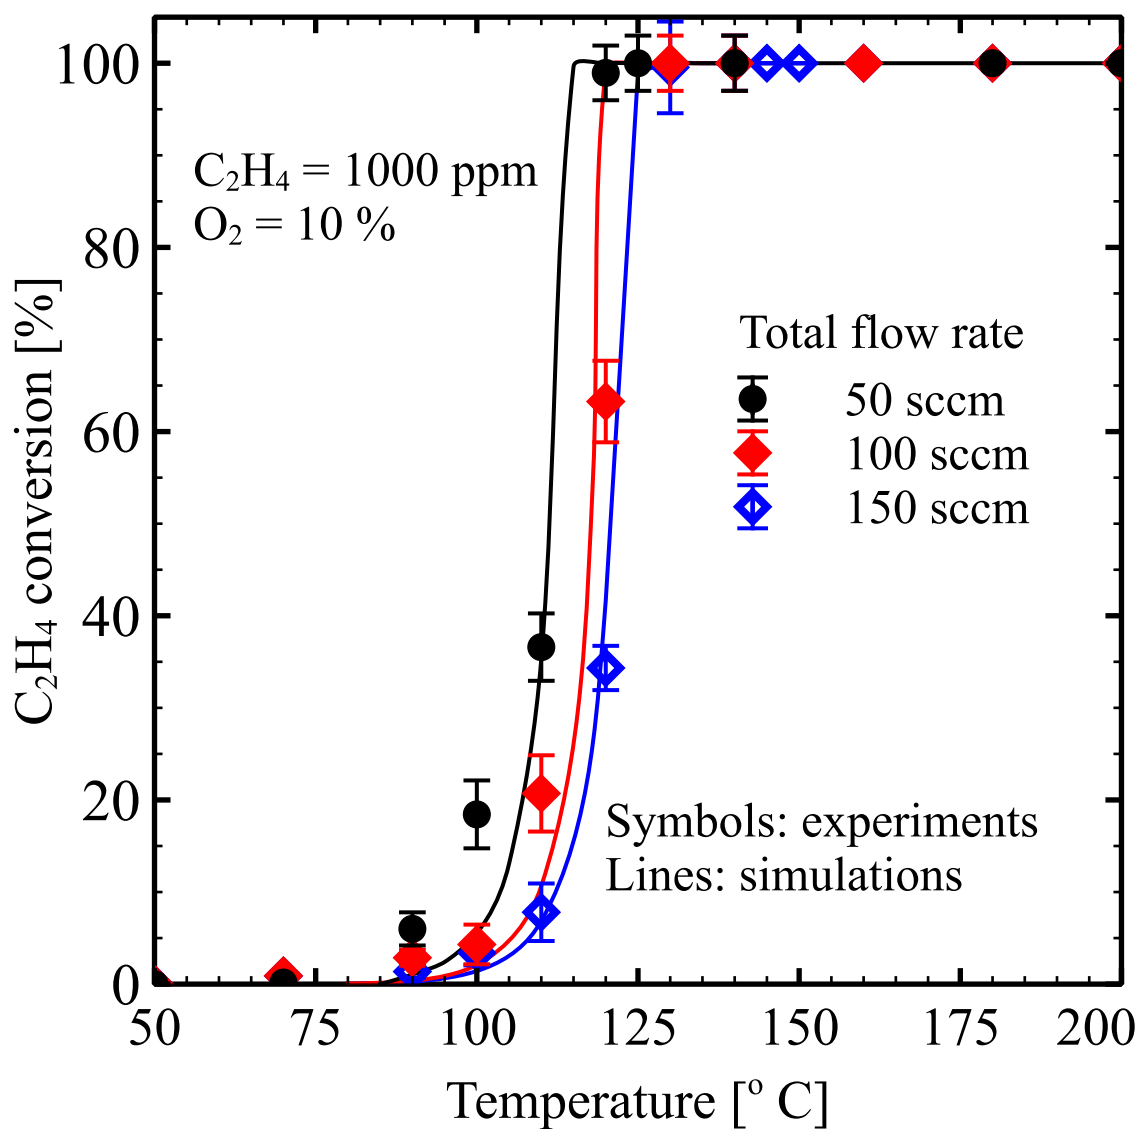 100
80
60
40
20
0
C₂H₄ conversion [%]
C₂H₄ = 1000 ppm
O₂ = 10 %
Total flow rate
50 sccm
100 sccm
150 sccm
Symbols: experiments
Lines: simulations
50 75 100 125 150 175 200
Temperature [° C]